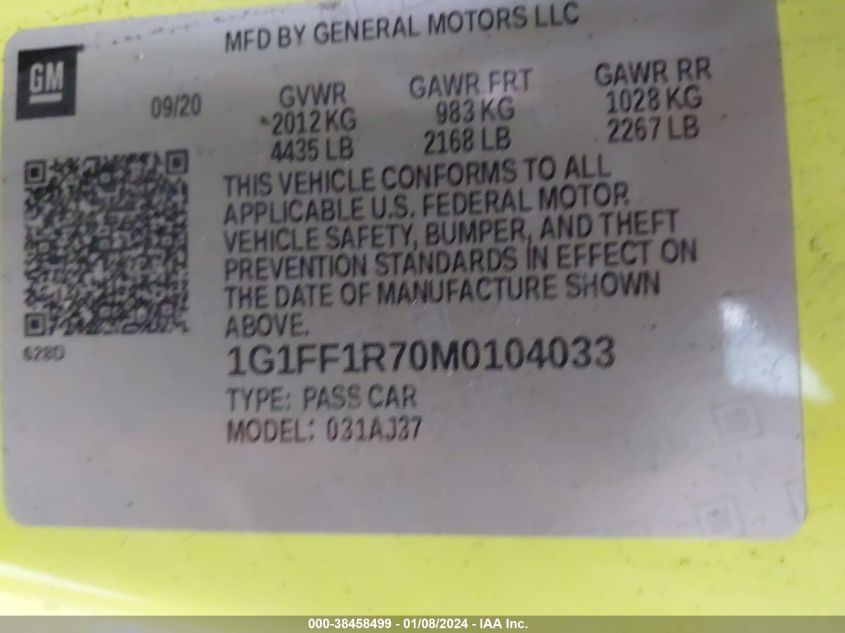 MFD BY GENERAL MOTORS LLC
GM
09/20 GVWR GAWR FRT GAWR RR
2012 KG 983 KG 1028 KG
4435 LB 2168 LB 2267 LB
THIS VEHICLE CONFORMS TO ALL
APPLICABLE U.S. FEDERAL MOTOR
VEHICLE SAFETY, BUMPER, AND THEFT
PREVENTION STANDARDS IN EFFECT ON
THE DATE OF MANUFACTURE SHOWN
ABOVE.
628D
1G1FF1R70M0104033
TYPE: PASS CAR
MODEL: 031AJ37
000-38458499 - 01/08/2024 - IAA Inc.